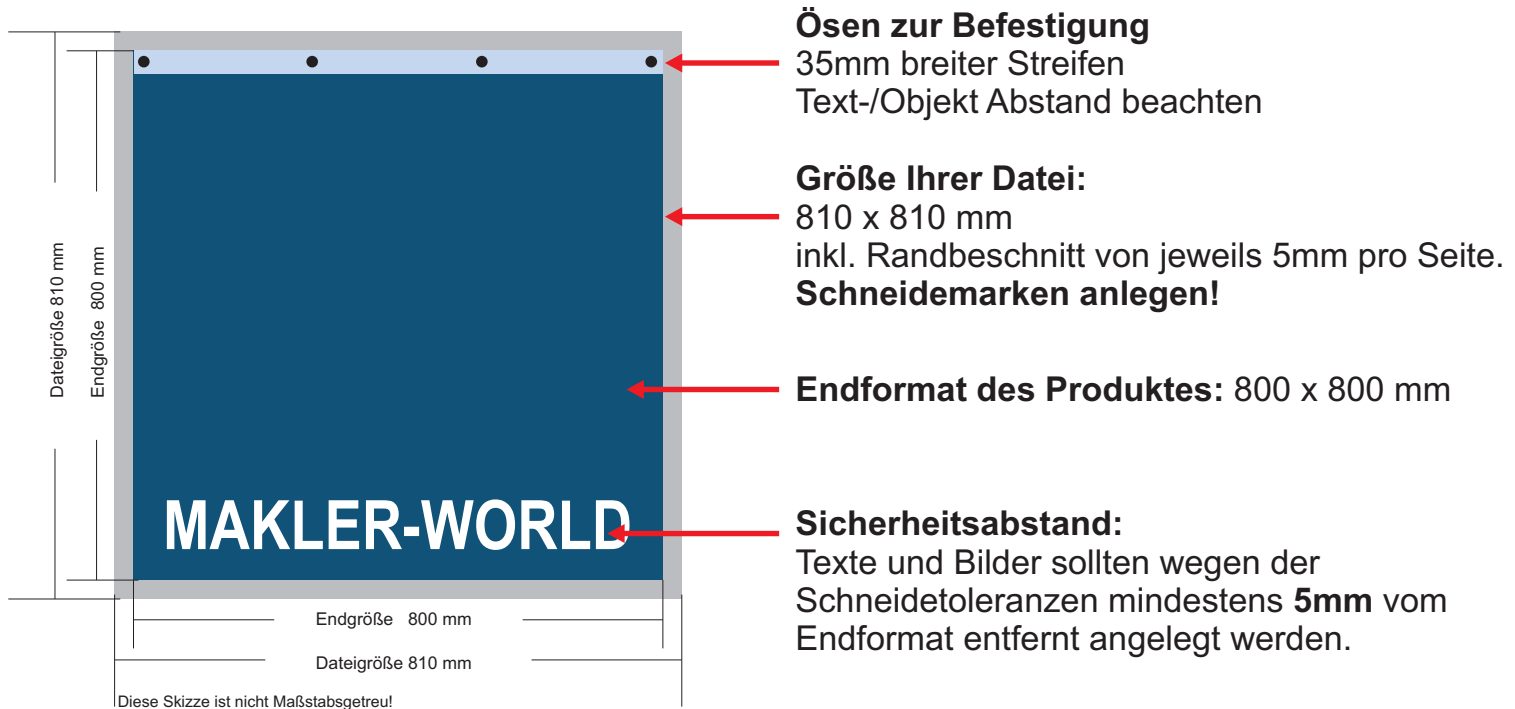 Ösen zur Befestigung
35mm breiter Streifen
Text-/Objekt Abstand beachten
Größe Ihrer Datei:
810 x 810 mm
inkl. Randbeschnitt von jeweils 5mm pro Seite.
Schneidemarken anlegen!
Endformat des Produktes: 800 x 800 mm
Sicherheitsabstand:
Texte und Bilder sollten wegen der
Schneidetoleranzen mindestens 5mm vom
Endformat entfernt angelegt werden.
Dateigröße 810 mm
Endgröße 800 mm
MAKLER-WORLD
Endgröße 800 mm
Dateigröße 810 mm
Diese Skizze ist nicht Maßstabsgetreu!